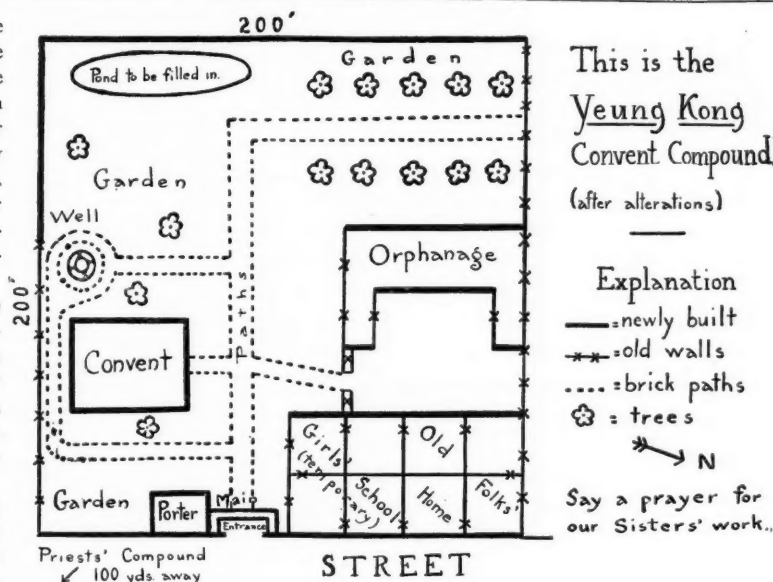 200'
Pond to be filled in.
Garden
Garden
Well
Paths
200'
Convent
Orphanage
Girls'
(temporary)
School
Old
Folks'
Home
Garden
Porter
Main
Entrance
Priests' Compound
100 yds. away
STREET
This is the
Yeung Kong
Convent Compound,
(after alterations)
Explanation
= newly built
= old walls
= brick paths
= trees
N
Say a prayer for
our Sisters' work...